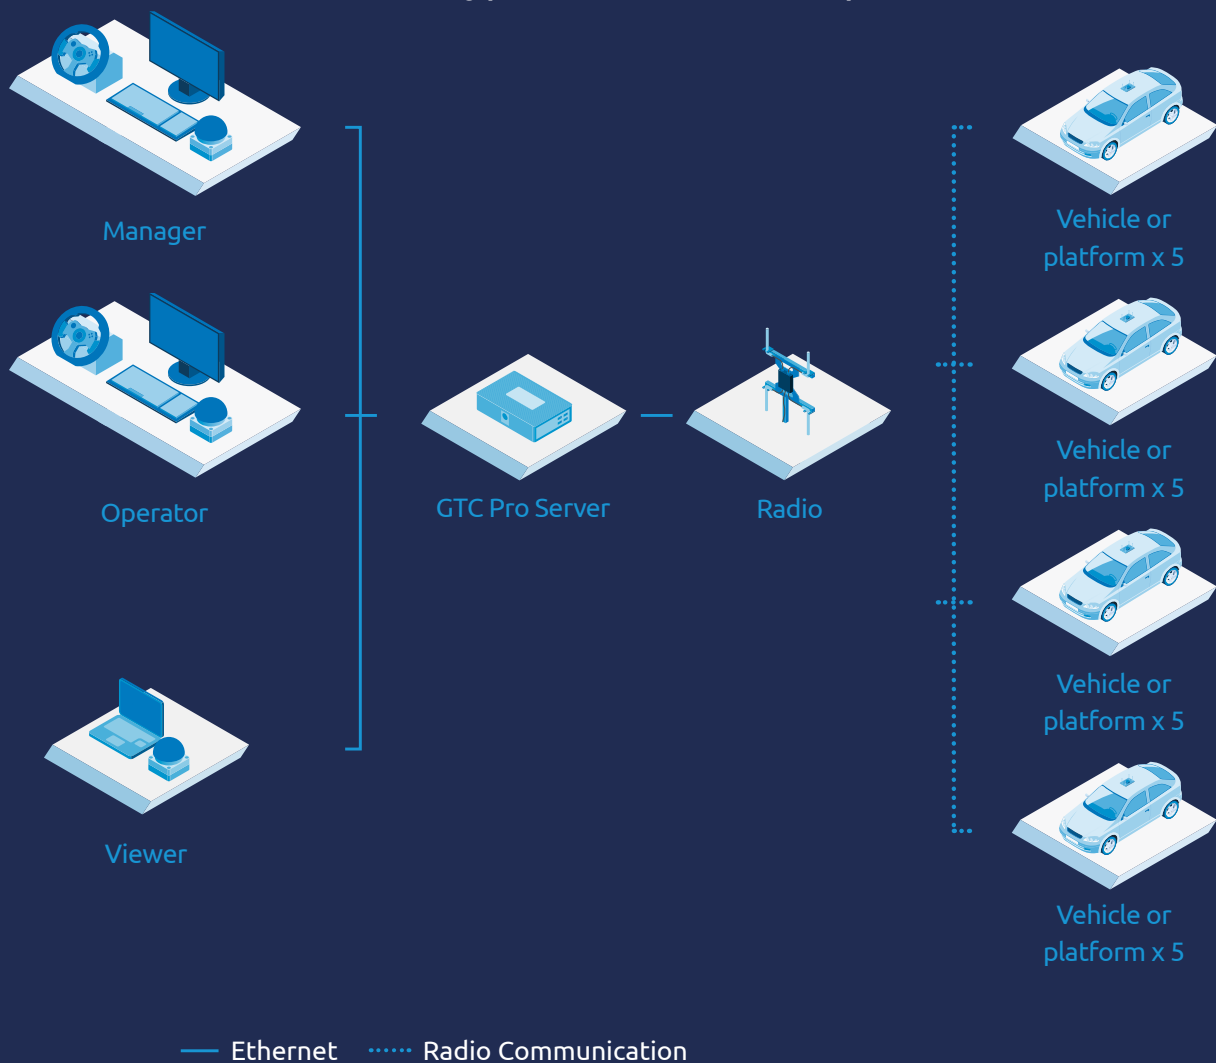 Manager
Operator
Viewer
GTC Pro Server
Radio
Vehicle or
platform x 5
Vehicle or
platform x 5
Vehicle or
platform x 5
Vehicle or
platform x 5
Ethernet
Radio Communication